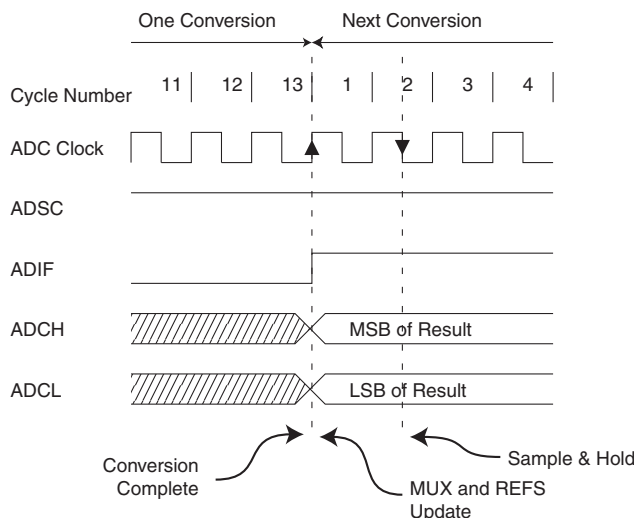 One Conversion Next Conversion
Cycle Number 11 12 13 1 2 3 4
ADC Clock
ADSC
ADIF
ADCH MSB of Result
ADCL LSB of Result
Conversion
Complete
MUX and REFS
Update
Sample & Hold